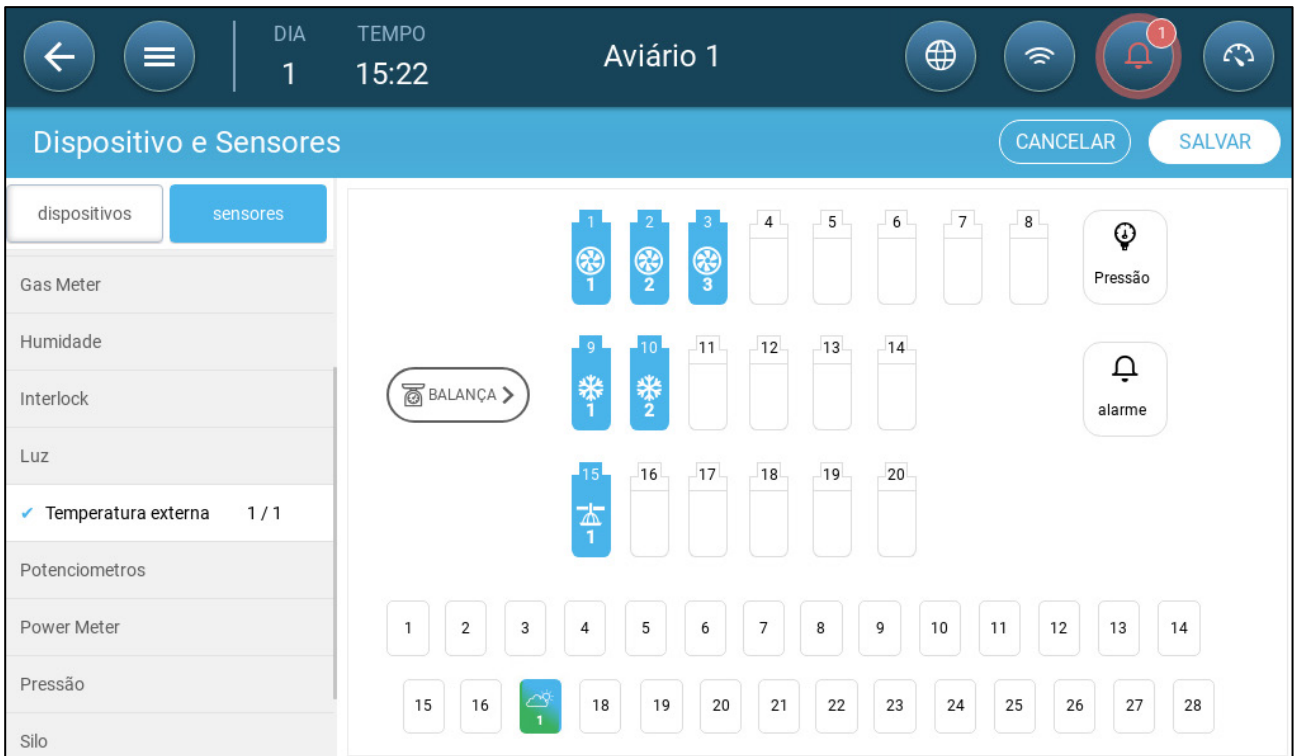 DIA TEMPO
1 15:22 Aviário 1 1
Dispositivo e Sensores CANCELAR SALVAR
dispositivos sensores
Gas Meter
Humidade
Interlock
Luz
✔ Temperatura externa 1 / 1
Potenciometros
Power Meter
Pressão
Silo
1 2 3 4 5 6 7 8
1 2 3
Pressão
9 10 11 12 13 14
1 2
BALANÇA
alarme
15 16 17 18 19 20
1
1 2 3 4 5 6 7 8 9 10 11 12 13 14
15 16 1 18 19 20 21 22 23 24 25 26 27 28